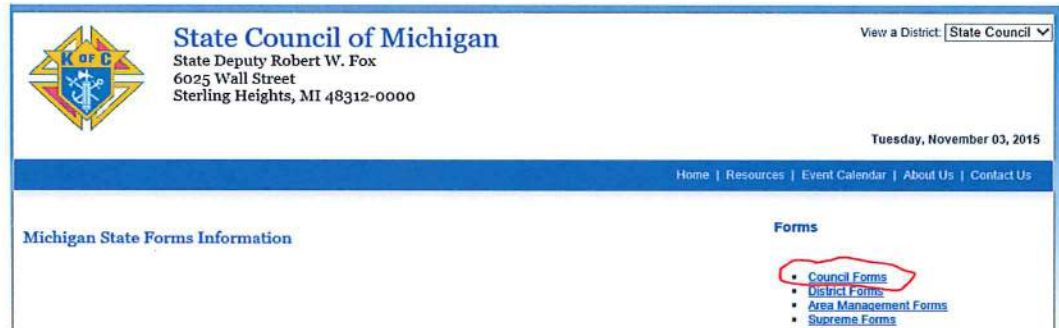 K OF C
State Council of Michigan
State Deputy Robert W. Fox
6025 Wall Street
Sterling Heights, MI 48312-0000
View a District: State Council
Tuesday, November 03, 2015
Home | Resources | Event Calendar | About Us | Contact Us
Michigan State Forms Information
Forms
Council Forms
District Forms
Area Management Forms
Supreme Forms